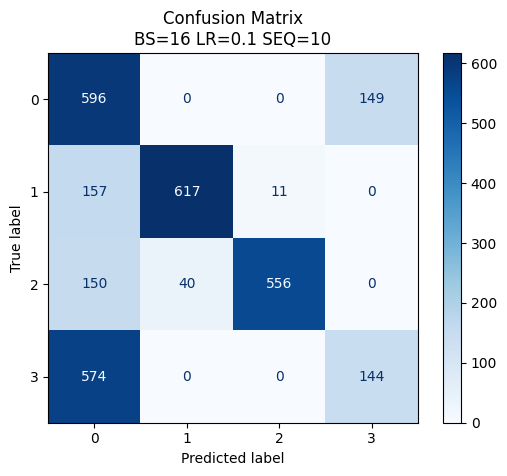 Confusion Matrix
BS=16 LR=0.1 SEQ=10
0 596 0 0 149
1 157 617 11 0
2 150 40 556 0
3 574 0 0 144
0 1 2 3
Predicted label
True label
600
500
400
300
200
100
0